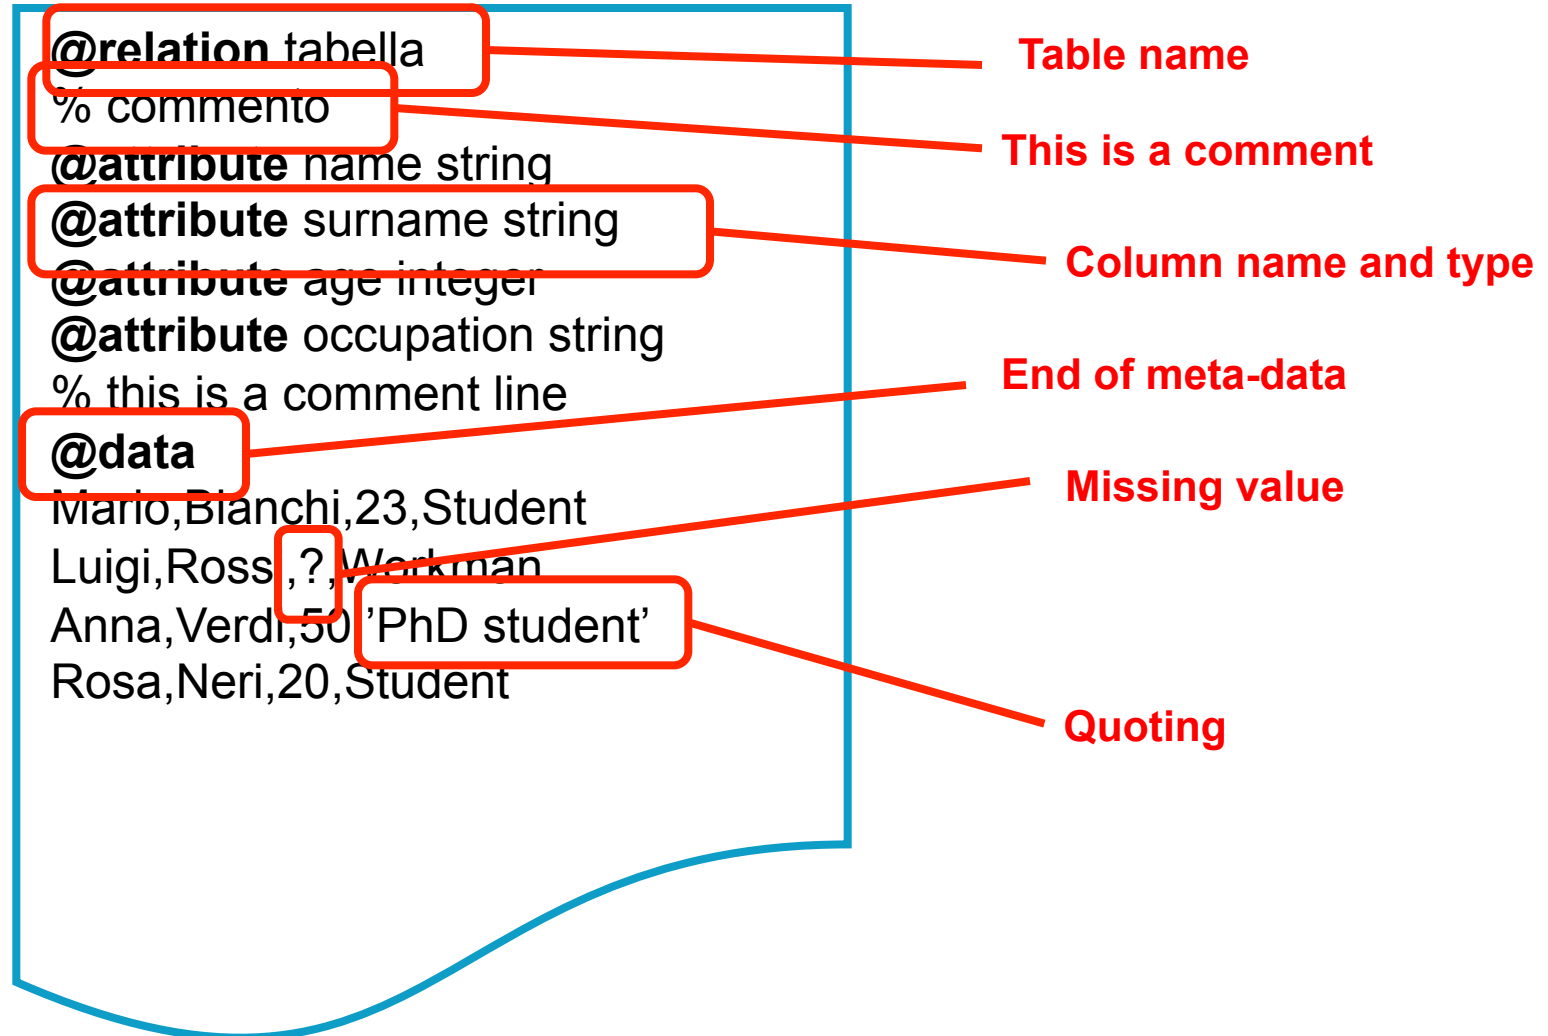 @relation tabella
Table name
% commento
This is a comment
@attribute name string
@attribute surname string
Column name and type
@attribute age integer
@attribute occupation string
End of meta-data
% this is a comment line
@data
Missing value
Mario,Bianchi,23,Student
Luigi,Rossi,?,Workman
Anna,Verdi,50,’PhD student’
Rosa,Neri,20,Student
Quoting